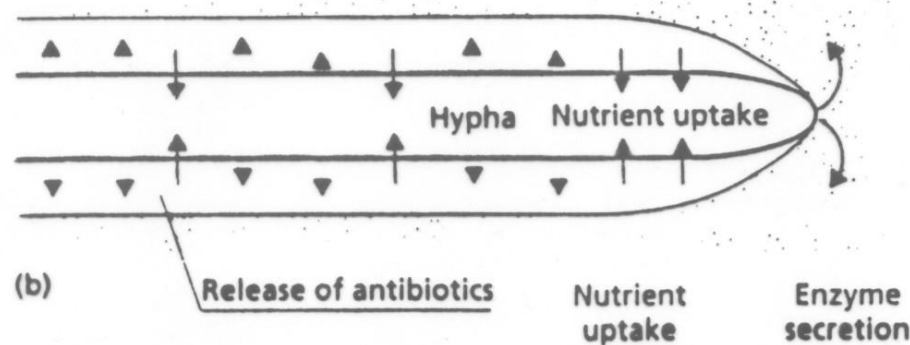 Hypha Nutrient uptake
(b)
Release of antibiotics
Nutrient
uptake
Enzyme
secretion